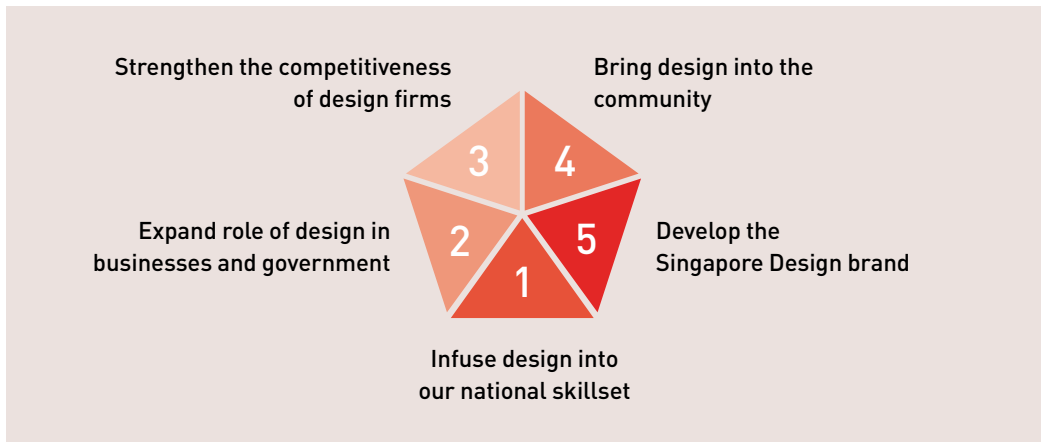 Strengthen the competitiveness
of design firms
Bring design into the
community
3
4
Expand role of design in
businesses and government
2
5
Develop the
Singapore Design brand
1
Infuse design into
our national skillset